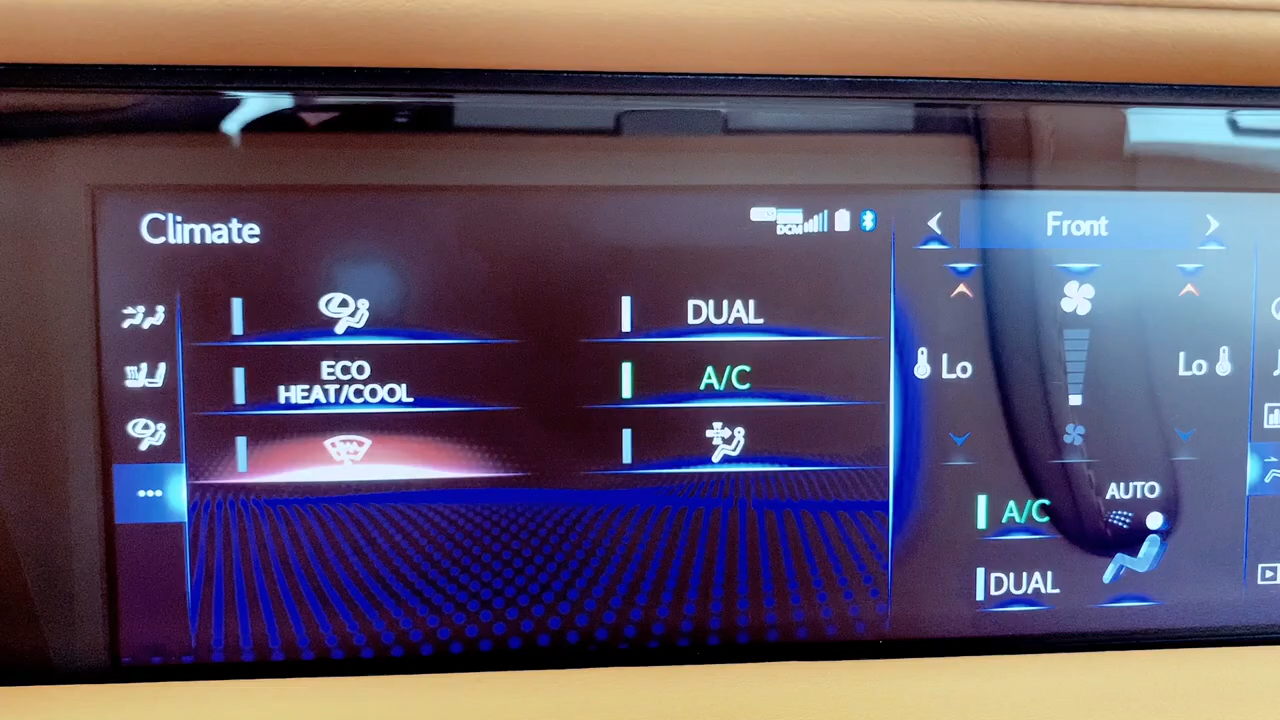 Climate
DCM
Front
DUAL
ECO
HEAT/COOL
A/C
Lo
Lo
AUTO
A/C
DUAL